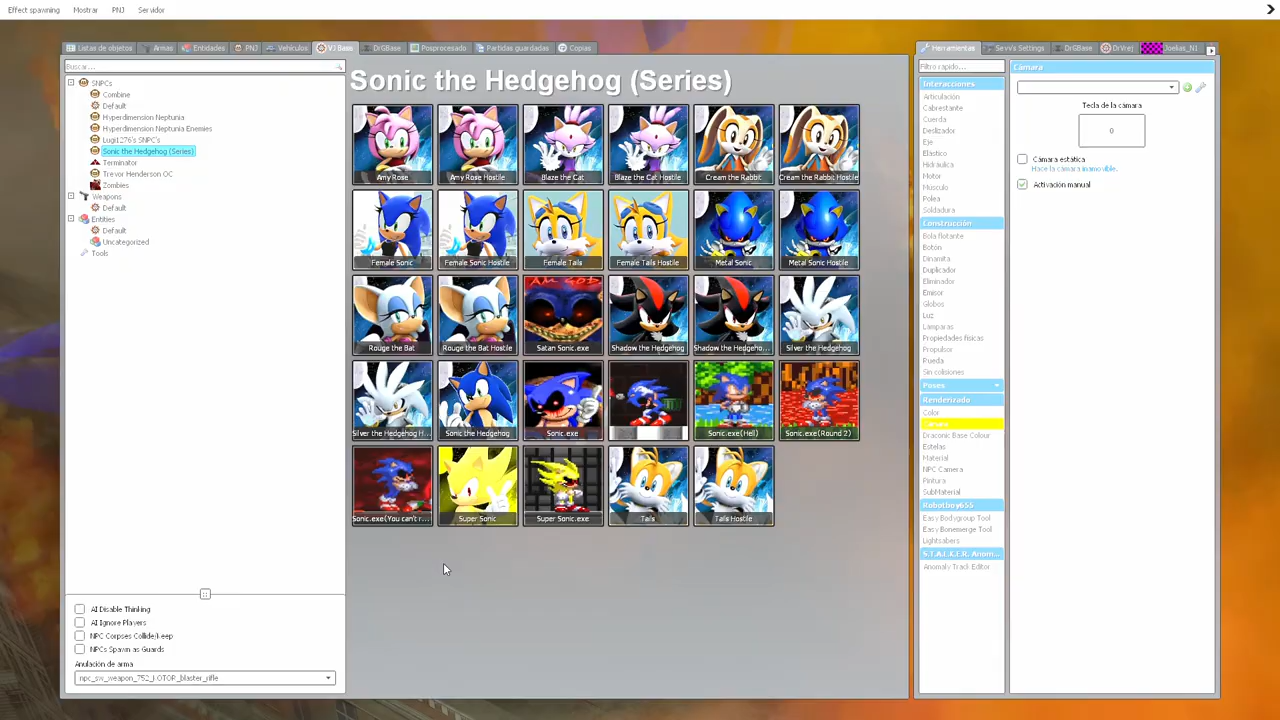 Effect spawning Mostrar PNJ Servidor
Listas de objetos Armas Entidades PNJ Vehículos VJ Base DrGBase Posprocesado Partidas guardadas Copias
Buscar...
SNPCs
Combine
Default
Hyperdimension Neptunia
Hyperdimension Neptunia Enemies
Lugi1276's SNPC's
Sonic the Hedgehog (Series)
Terminator
Trevor Henderson OC
Zombies
Weapons
Default
Entities
Default
Uncategorized
Tools
AI Disable Thinking
AI Ignore Players
NPC Corpses Collide/Keep
NPCs Spawn as Guards
Anulación de arma
npc_sw_weapon_752_KOTOR_blaster_rifle
Sonic the Hedgehog (Series)
Amy Rose Amy Rose Hostile Blaze the Cat Blaze the Cat Hostile Cream the Rabbit Cream the Rabbit Hostile
Female Sonic Female Sonic Hostile Female Tails Female Tails Hostile Metal Sonic Metal Sonic Hostile
I AM GOD
Rouge the Bat Rouge the Bat Hostile Satan Sonic.exe Shadow the Hedgehog Shadow the Hedgeho... Silver the Hedgehog
Silver the Hedgehog H... Sonic the Hedgehog Sonic.exe Sonic.exe(Hell) Sonic.exe(Round 2)
Sonic.exe(You can't r... Super Sonic Super Sonic.exe Tails Tails Hostile
Herramientas Sevv's Settings DrGBase DrVrej Joelias_N1
Filtro rápido...
Interacciones
Articulación
Cabrestante
Cuerda
Deslizador
Eje
Elástico
Hidráulica
Motor
Músculo
Polea
Soldadura
Construcción
Bola flotante
Botón
Dinamita
Duplicador
Eliminador
Emisor
Globos
Luz
Lámparas
Propiedades físicas
Propulsor
Rueda
Sin colisiones
Poses
Renderizado
Color
Cámara
Draconic Base Colour
Estelas
Material
NPC Camera
Pintura
SubMaterial
Robotboy655
Easy Bodygroup Tool
Easy Bonemerge Tool
Lightsabers
S.T.A.L.K.E.R. Anom...
Anomaly Track Editor
Cámara
Tecla de la cámara
0
Cámara estática
Hace la cámara inamovible.
Activación manual